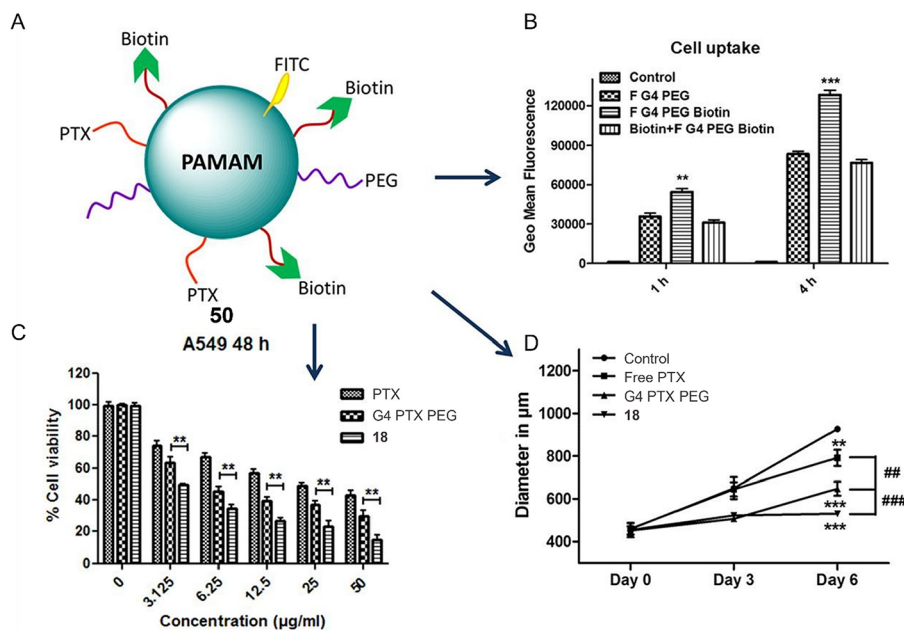 A
Biotin
FITC
Biotin
PTX
PAMAM
PEG
PTX
Biotin
50
B
Cell uptake
Control
F G4 PEG
F G4 PEG Biotin
Biotin+F G4 PEG Biotin
Geo Mean Fluorescence
120000
90000
60000
30000
0
**
***
1 h
4 h
C
A549 48 h
PTX
G4 PTX PEG
18
% Cell viability
120
100
80
60
40
20
0
**
**
**
**
**
0
3.125
6.25
12.5
25
50
Concentration (µg/ml)
D
Control
Free PTX
G4 PTX PEG
18
Diameter in µm
1200
1000
800
600
400
**
***
***
##
###
Day 0
Day 3
Day 6